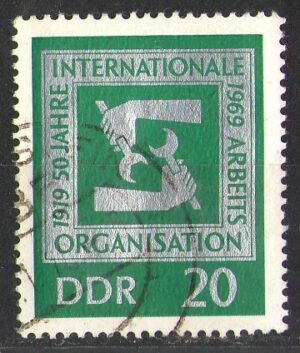 1919 50 JAHRE
INTERNATIONALE
1969 ARBEITS
ORGANISATION
DDR 20